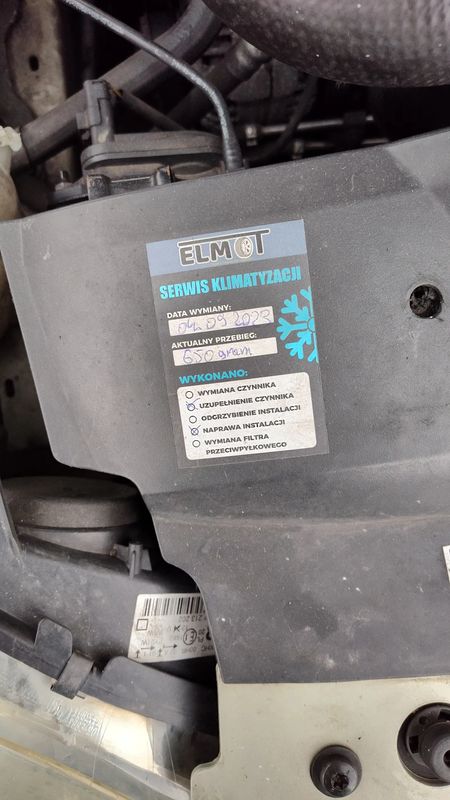 ELMOT
SERWIS KLIMATYZACJI
DATA WYMIANY:
04 09 2023
AKTUALNY PRZEBIEG:
650 gram
WYKONANO:
WYMIANA CZYNNIKA
UZUPEŁNIENIE CZYNNIKA
ODGRZYBIENIE INSTALACJI
NAPRAWA INSTALACJI
WYMIANA FILTRA
PRZECIWPYŁKOWEGO